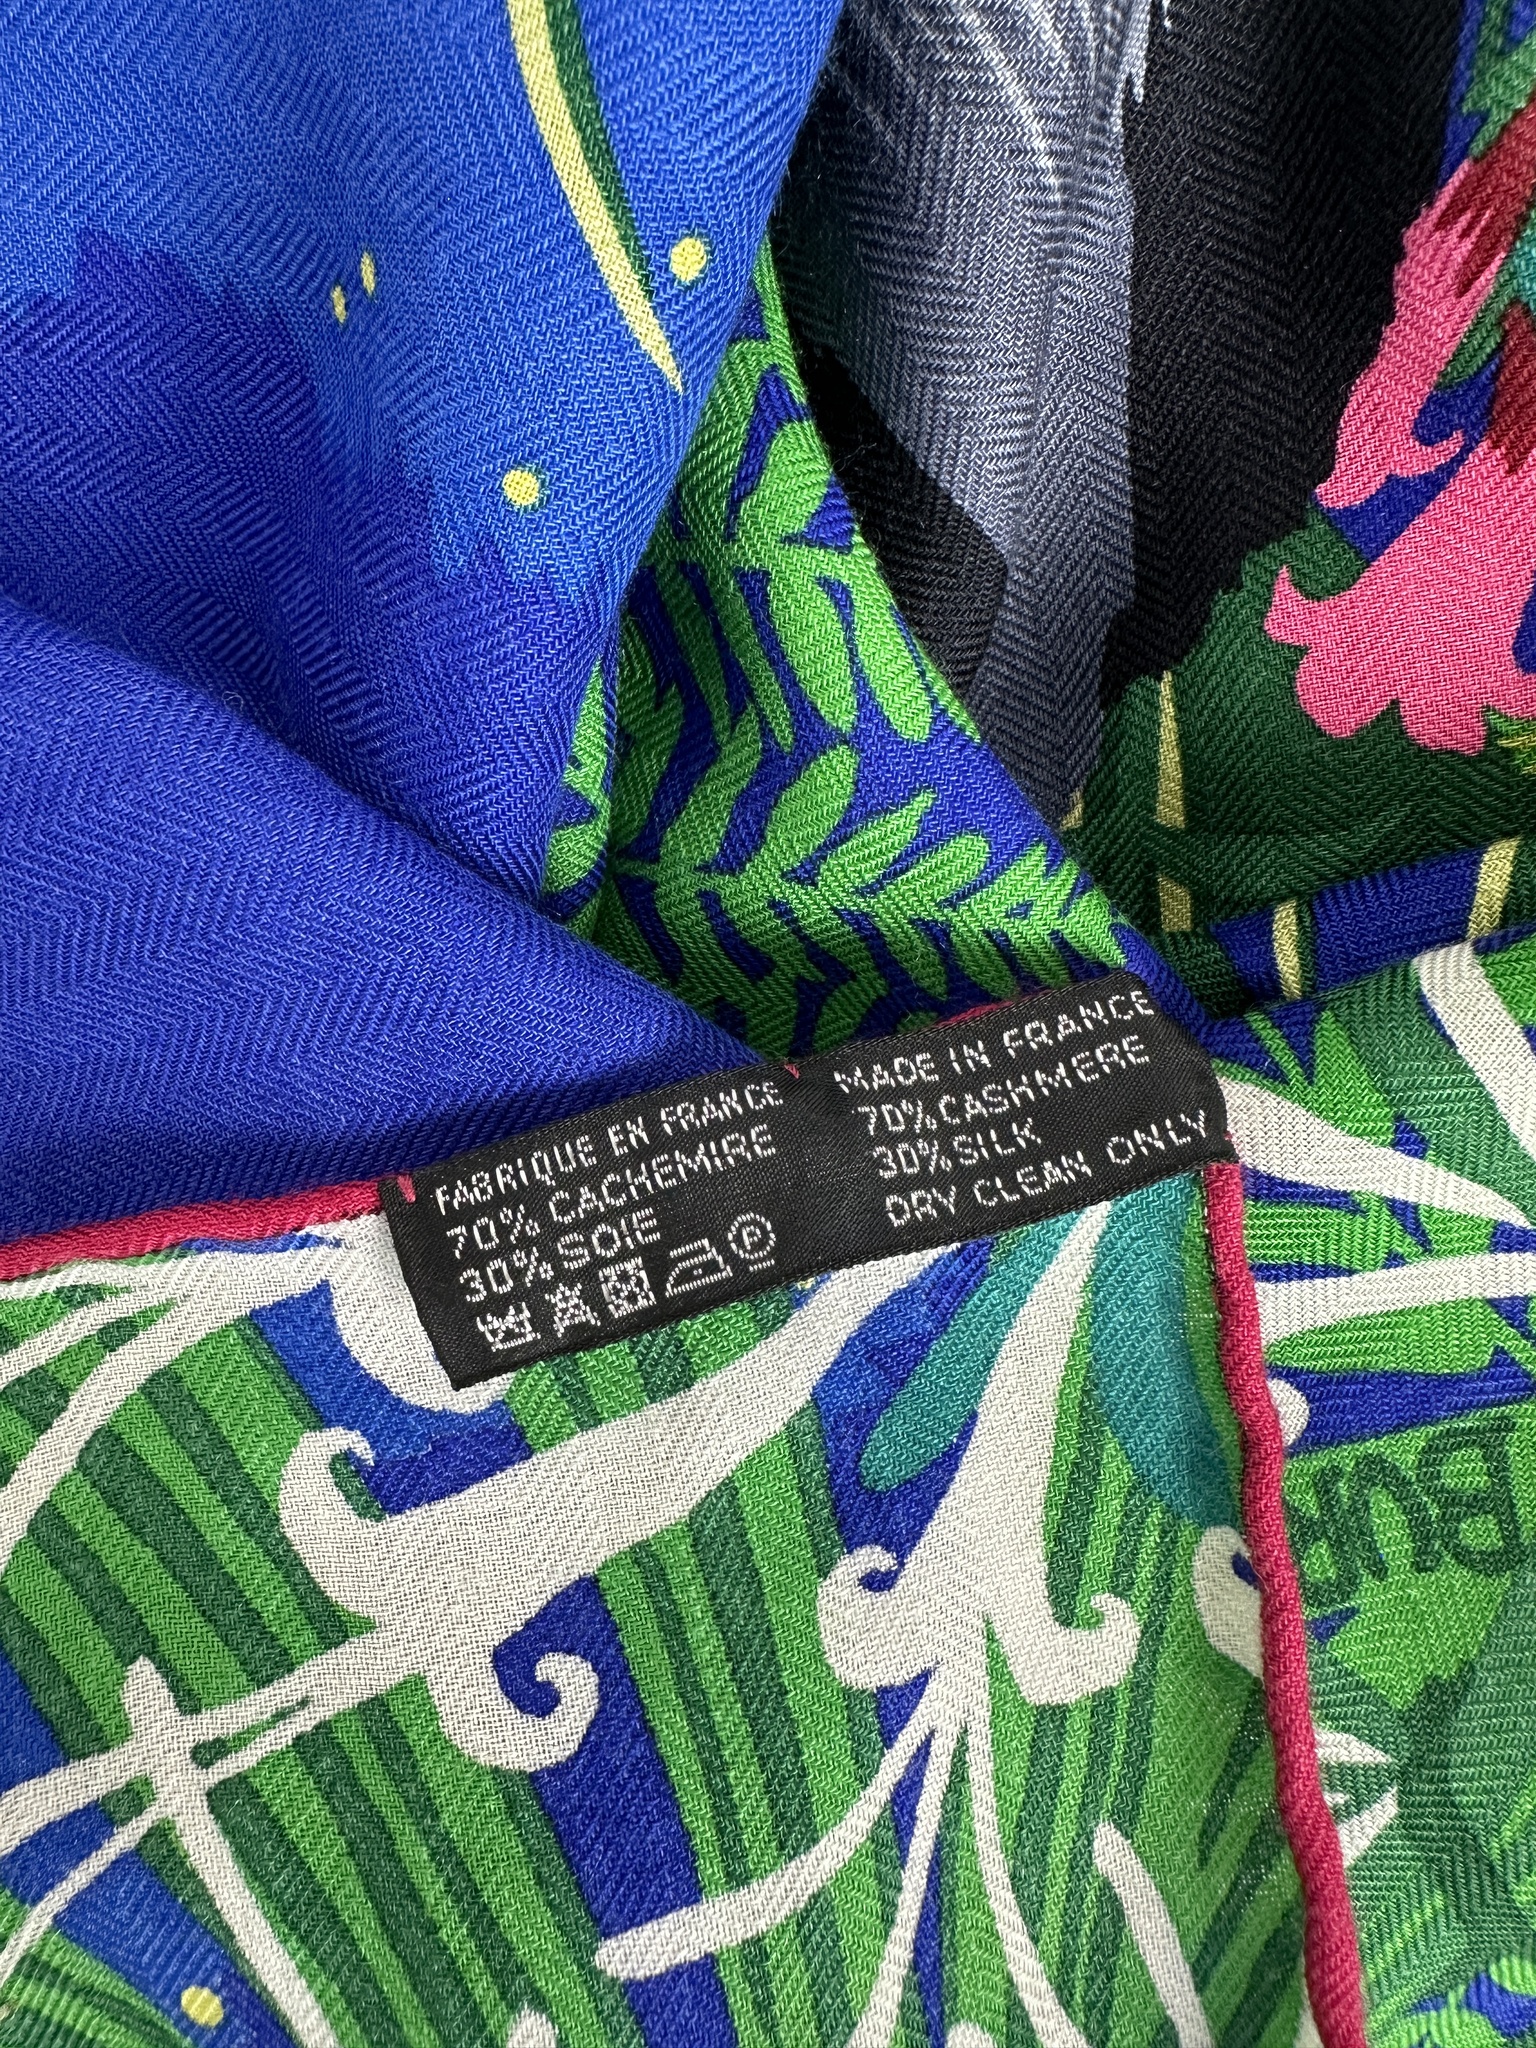 FABRIQUE EN FRANCE
70% CACHEMIRE
30% SOIE
P
MADE IN FRANCE
70% CASHMERE
30% SILK
DRY CLEAN ONLY